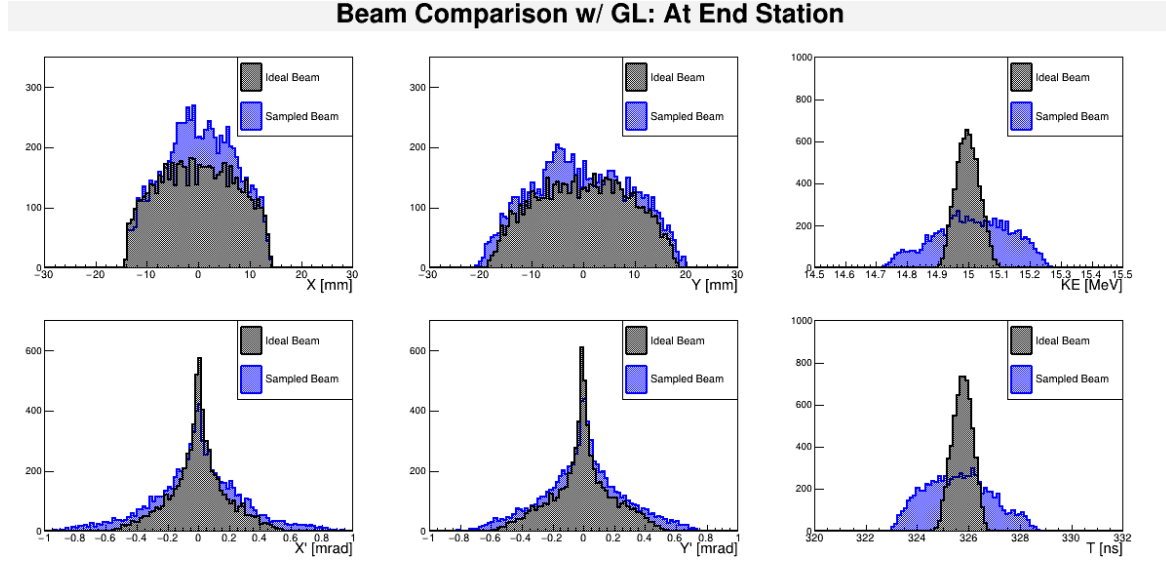 Beam Comparison w/ GL: At End Station
Ideal Beam
Sampled Beam
300
200
100
0
−30 −20 −10 0 10 20 30
X [mm]
Ideal Beam
Sampled Beam
300
200
100
0
−30 −20 −10 0 10 20 30
Y [mm]
Ideal Beam
Sampled Beam
1000
800
600
400
200
0
14.5 14.6 14.7 14.8 14.9 15 15.1 15.2 15.3 15.4 15.5
KE [MeV]
Ideal Beam
Sampled Beam
600
400
200
0
−1 −0.8 −0.6 −0.4 −0.2 0 0.2 0.4 0.6 0.8 1
X' [mrad]
Ideal Beam
Sampled Beam
600
400
200
0
−1 −0.8 −0.6 −0.4 −0.2 0 0.2 0.4 0.6 0.8 1
Y' [mrad]
Ideal Beam
Sampled Beam
1000
800
600
400
200
0
320 322 324 326 328 330 332
T [ns]